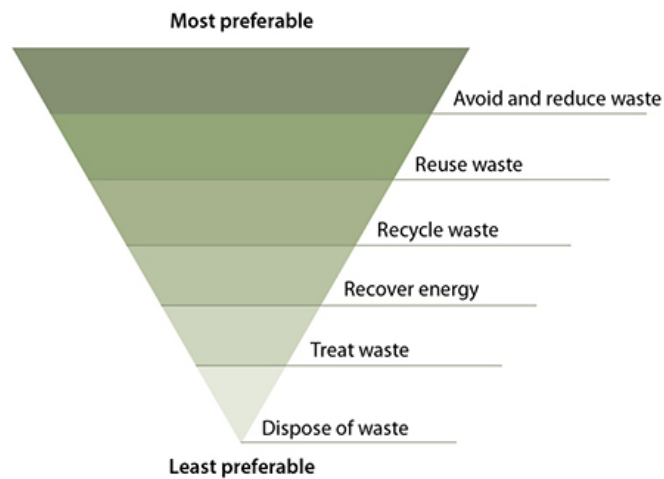 Most preferable
Avoid and reduce waste
Reuse waste
Recycle waste
Recover energy
Treat waste
Dispose of waste
Least preferable